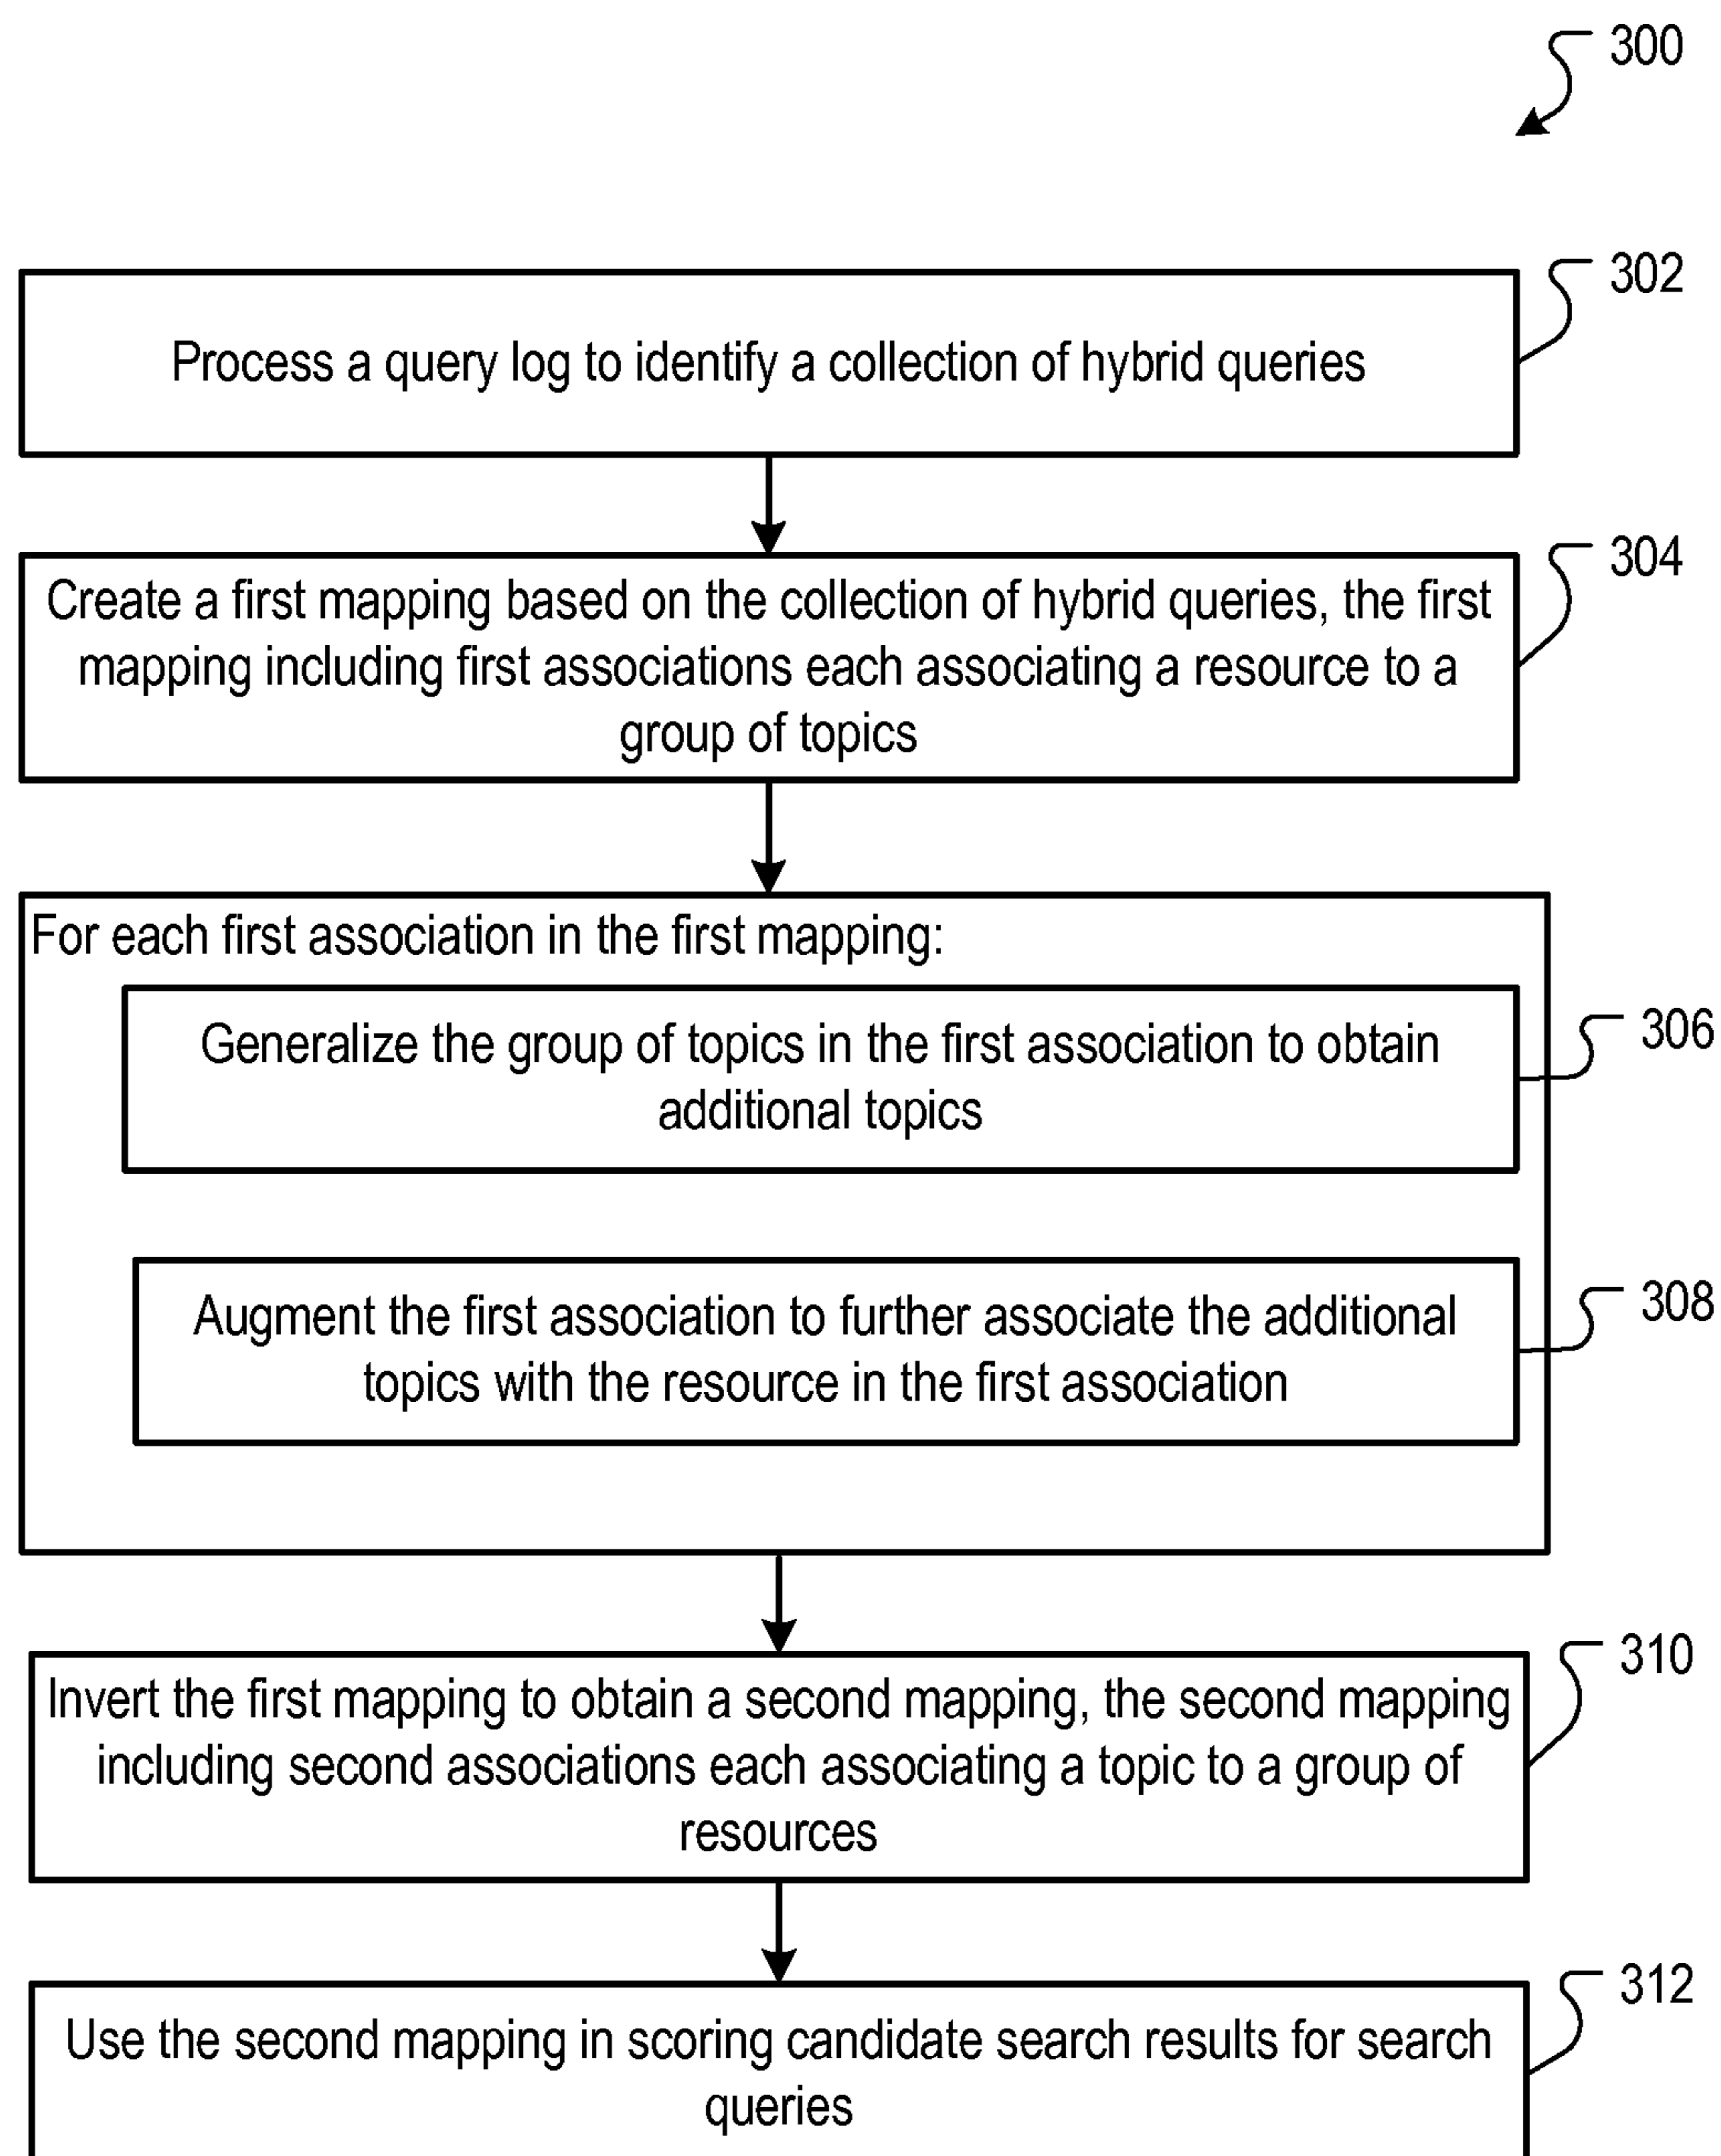 300
302
Process a query log to identify a collection of hybrid queries
304
Create a first mapping based on the collection of hybrid queries, the first
mapping including first associations each associating a resource to a
group of topics
For each first association in the first mapping:
306
Generalize the group of topics in the first association to obtain
additional topics
308
Augment the first association to further associate the additional
topics with the resource in the first association
310
Invert the first mapping to obtain a second mapping, the second mapping
including second associations each associating a topic to a group of
resources
312
Use the second mapping in scoring candidate search results for search
queries